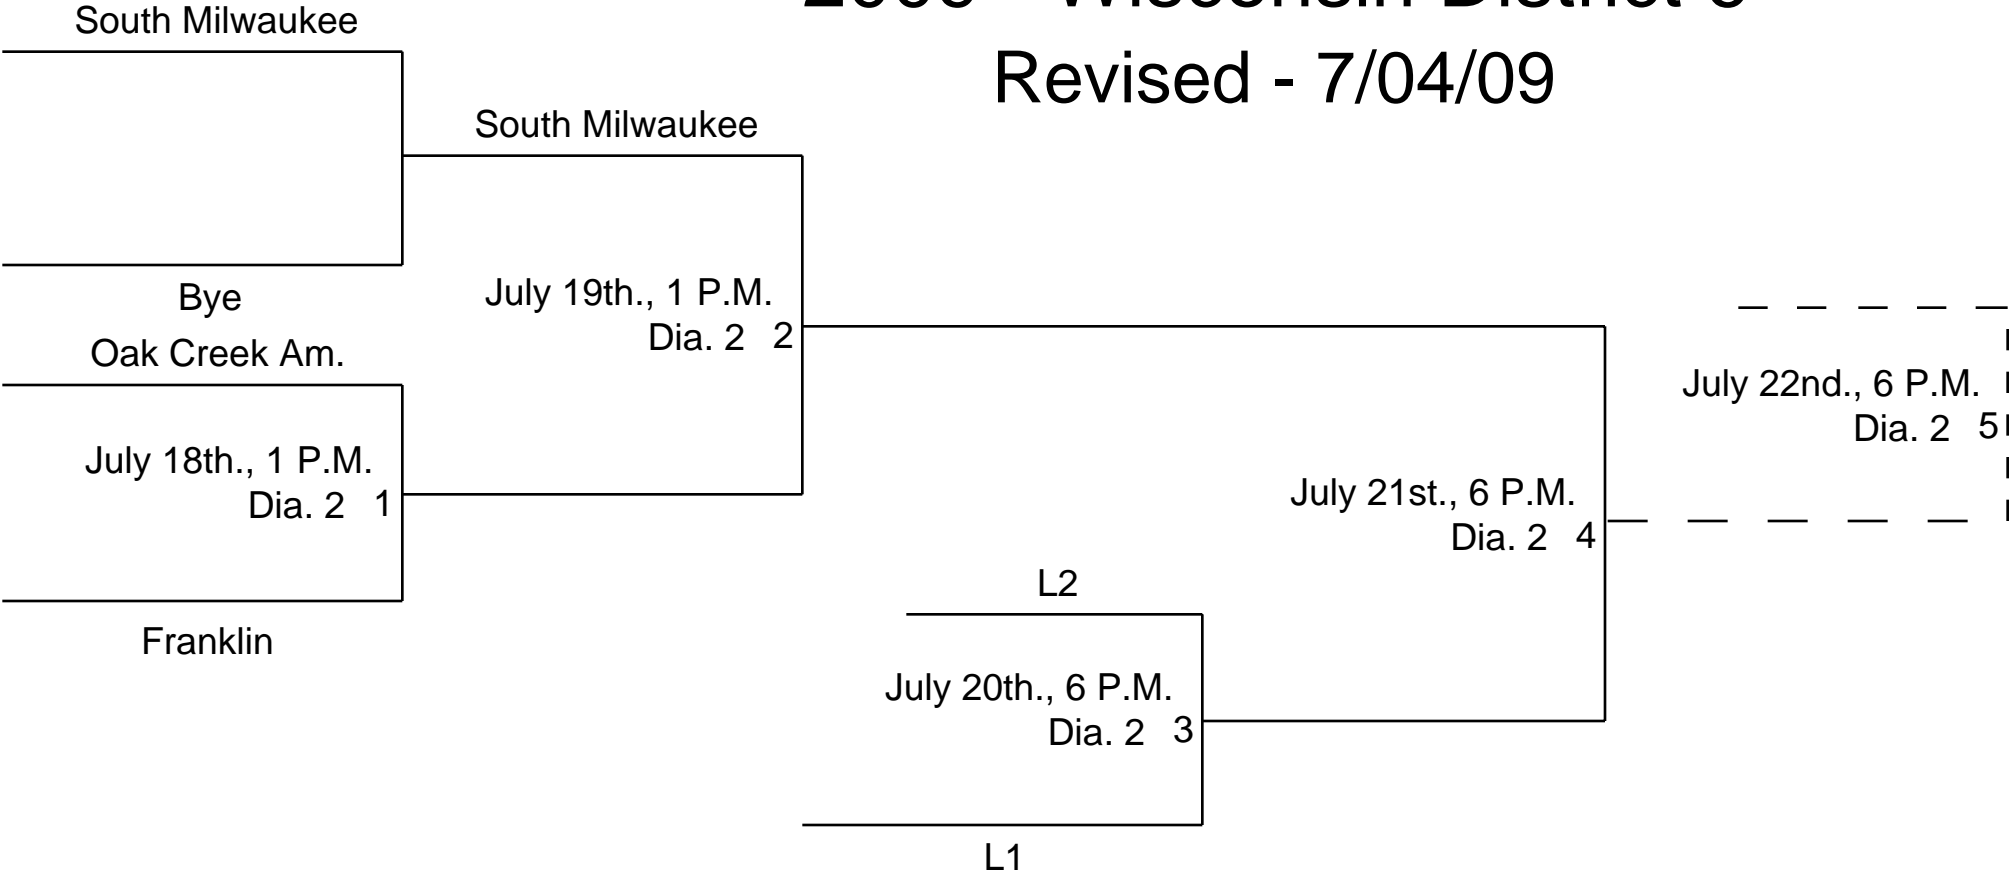 Wisconsin District
Revised - 7/04/09
South Milwaukee
South Milwaukee
Bye
July 19th., 1 P.M.
Dia. 2 2
Oak Creek Am.
July 18th., 1 P.M.
Dia. 2 1
Franklin
July 22nd., 6 P.M.
Dia. 2 5
July 21st., 6 P.M.
Dia. 2 4
L2
July 20th., 6 P.M.
Dia. 2 3
L1